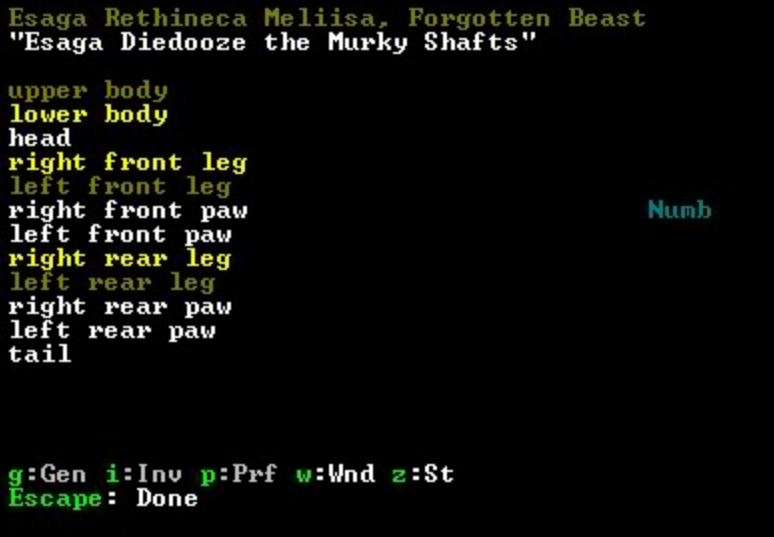 Esaga Rethineca Meliisa, Forgotten Beast
"Esaga Diedooze the Murky Shafts"
upper body
lower body
head
right front leg
left front leg
right front paw Numb
left front paw
right rear leg
left rear leg
right rear paw
left rear paw
tail
g:Gen i:Inv p:Prf w:Wnd z:St
Escape: Done